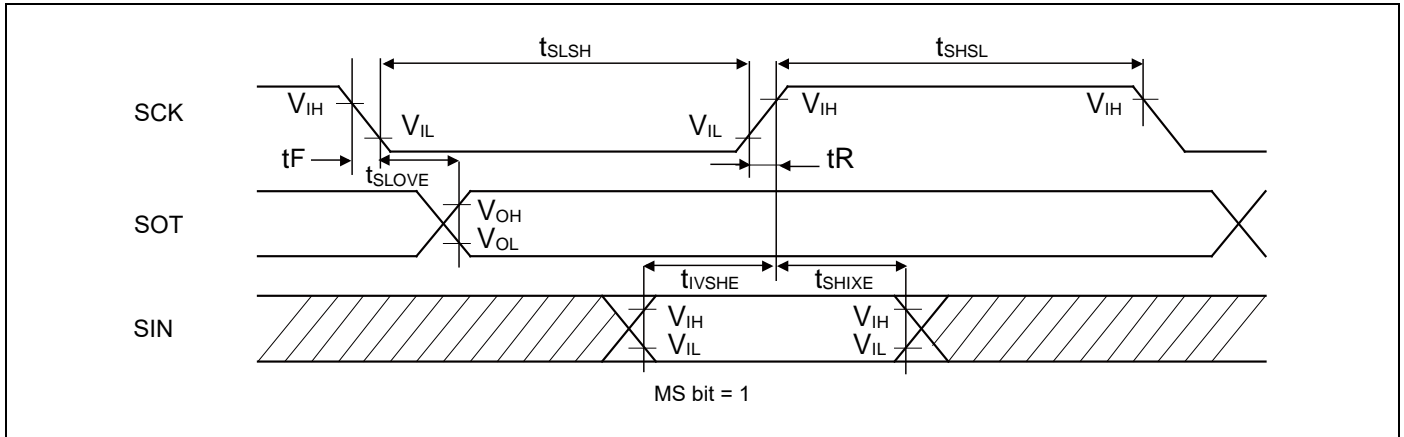 tSLSH tSHSL
SCK VIH VIL VIL VIH VIH
tF tSLOVE tR
SOT VOH
VOL
tIVSHE tSHIXE
SIN VIH VIH
VIL VIL
MS bit = 1